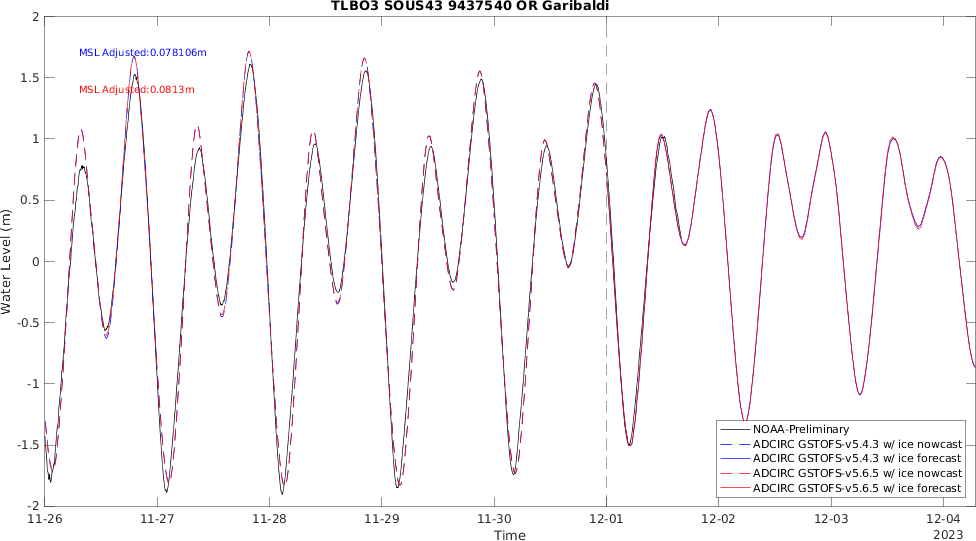 TLBO3 SOUS43 9437540 OR Garibaldi
2
1.5
1
0.5
0
-0.5
-1
-1.5
-2
Water Level (m)
MSL Adjusted:0.078106m
MSL Adjusted:0.0813m
NOAA-Preliminary
ADCIRC GSTOFS-v5.4.3 w/ ice nowcast
ADCIRC GSTOFS-v5.4.3 w/ ice forecast
ADCIRC GSTOFS-v5.6.5 w/ ice nowcast
ADCIRC GSTOFS-v5.6.5 w/ ice forecast
11-26 11-27 11-28 11-29 11-30 12-01 12-02 12-03 12-04
Time
2023